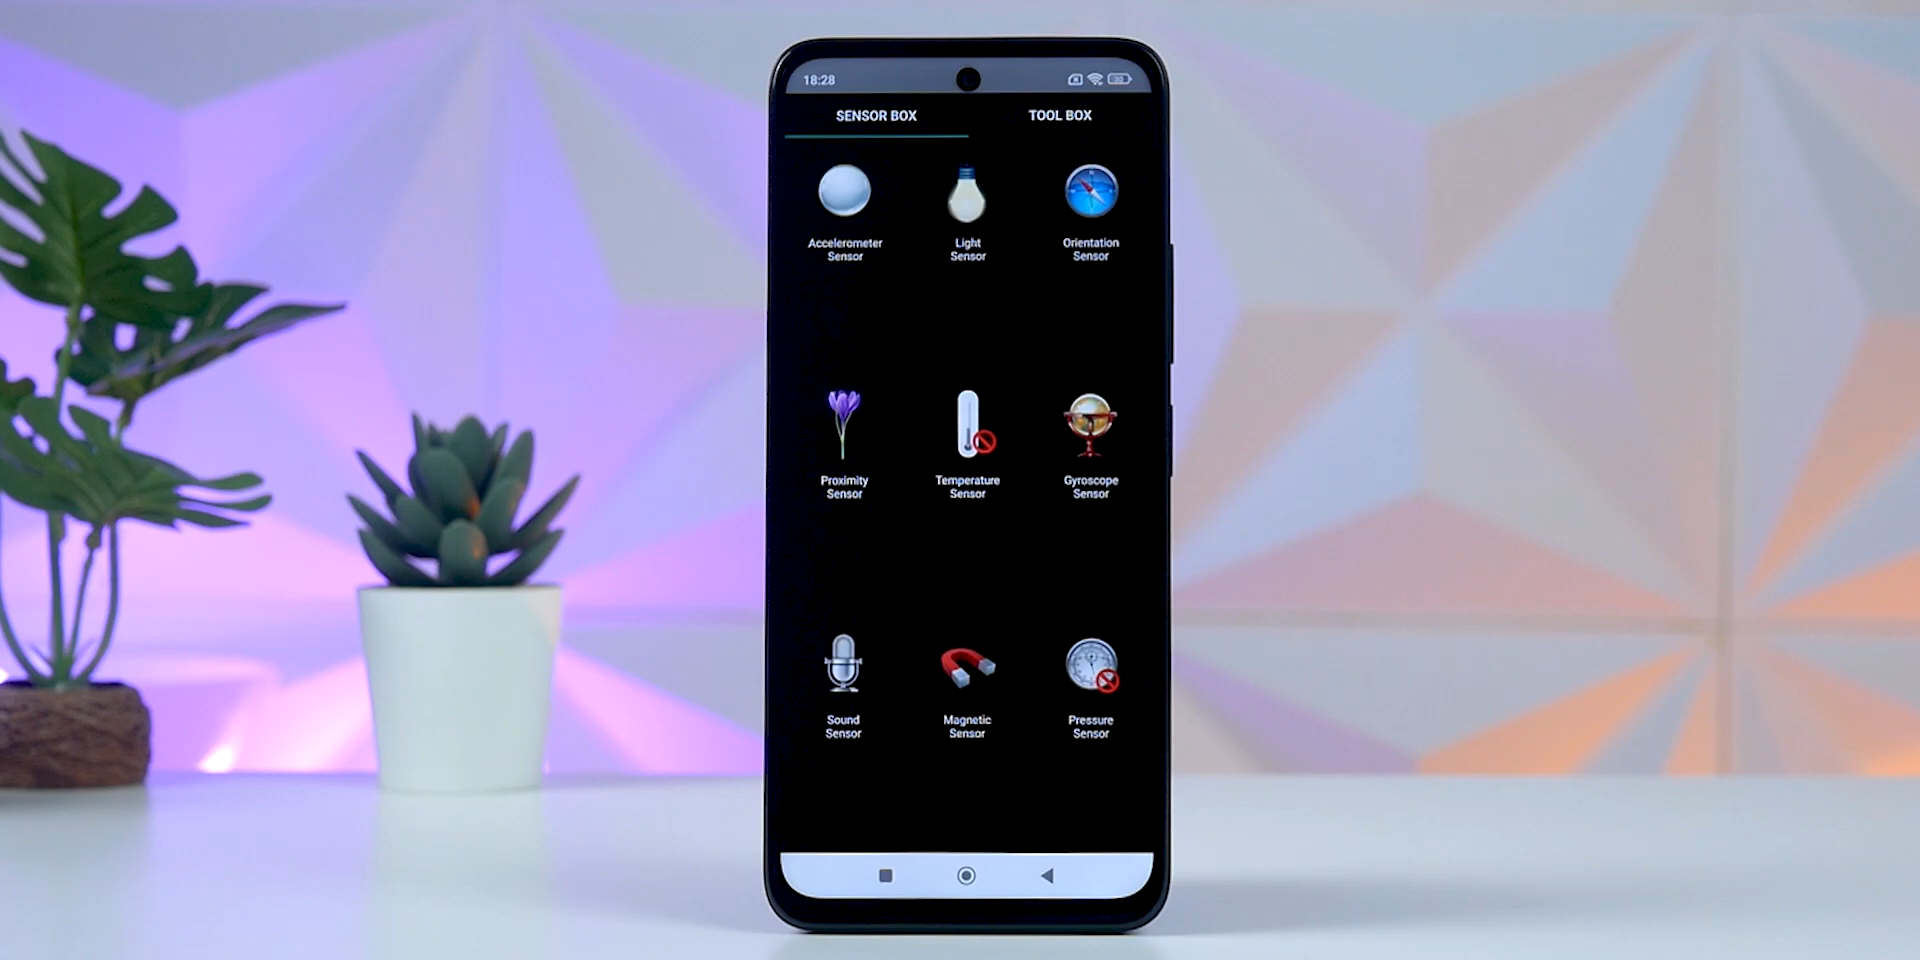 18:28
SENSOR BOX
TOOL BOX
Accelerometer
Sensor
Light
Sensor
Orientation
Sensor
Proximity
Sensor
Temperature
Sensor
Gyroscope
Sensor
Sound
Sensor
Magnetic
Sensor
Pressure
Sensor